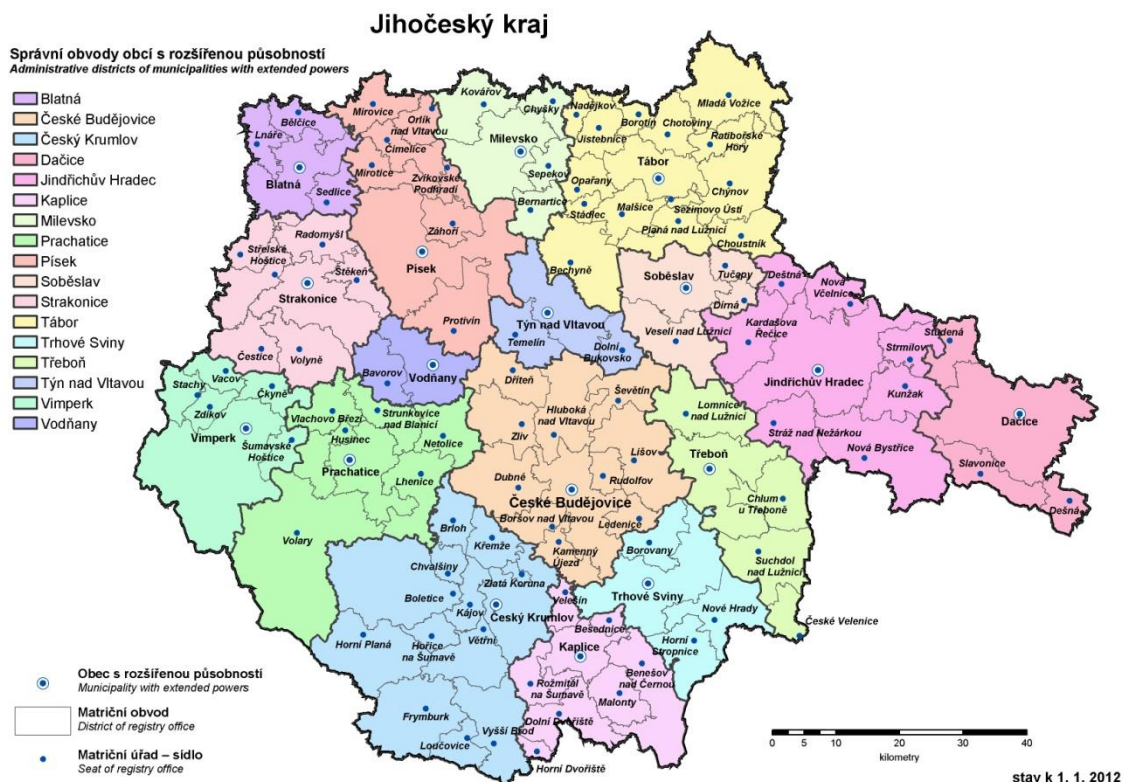 Jihočeský kraj
Správní obvody obcí s rozšířenou působností
Administrative districts of municipalities with extended powers
Blatná
České Budějovice
Český Krumlov
Dačice
Jindřichův Hradec
Kaplice
Milevsko
Prachatice
Písek
Soběslav
Strakonice
Tábor
Trhové Sviny
Třeboň
Týn nad Vltavou
Vimperk
Vodňany
Lnáře
Bělčice
Blatná
Sedlice
Mirovice
Orlík
nad Vltavou
Čimelice
Mirotice
Zvíkovské
Podhradí
Záhoří
Písek
Protivín
Kovářov
Chyšky
Milevsko
Sepekov
Bernartice
Nadějkov
Jistebnice
Borotín
Chotoviny
Mladá Vožice
Ratibořské
Hory
Tábor
Opařany
Stádlec
Malšice
Sezimovo Ústí
Planá nad Lužnicí
Chýnov
Choustník
Bechyně
Radomyšl
Střelské
Hoštice
Štěkeň
Strakonice
Čestice
Volyně
Soběslav
Tučapy
Dírná
Veselí nad Lužnicí
Deštná
Nová
Včelnice
Kardašova
Řečice
Strmilov
Jindřichův Hradec
Kunžak
Stráž nad Nežárkou
Nová Bystřice
Studená
Dačice
Slavonice
Dešná
Týn nad Vltavou
Temelín
Dolní
Bukovsko
Bavorov
Vodňany
Stachy
Vacov
Čkyně
Zdíkov
Vimperk
Šumavské
Hoštice
Vlachovo Březí
Strunkovice
nad Blanicí
Husinec
Netolice
Prachatice
Lhenice
Volary
Dříteň
Ševětín
Hluboká
nad Vltavou
Zliv
Lišov
Dubné
Rudolfov
České Budějovice
Boršov nad Vltavou
Ledenice
Kamenný
Újezd
Lomnice
nad Lužnicí
Třeboň
Chlum
u Třeboně
Suchdol
nad Lužnicí
České Velenice
Borovany
Trhové Sviny
Nové Hrady
Horní
Stropnice
Brloh
Křemže
Chvalšiny
Zlatá Koruna
Boletice
Kájov
Český Krumlov
Větřní
Horní Planá
Hořice
na Šumavě
Frymburk
Loučovice
Vyšší Brod
Velešín
Besednice
Kaplice
Benešov
nad Černou
Rožmitál
na Šumavě
Malonty
Dolní Dvořiště
Horní Dvořiště
Obec s rozšířenou působností
Municipality with extended powers
Matriční obvod
District of registry office
Matriční úřad – sídlo
Seat of registry office
0 5 10 20 30 40
kilometry
stav k 1. 1. 2012